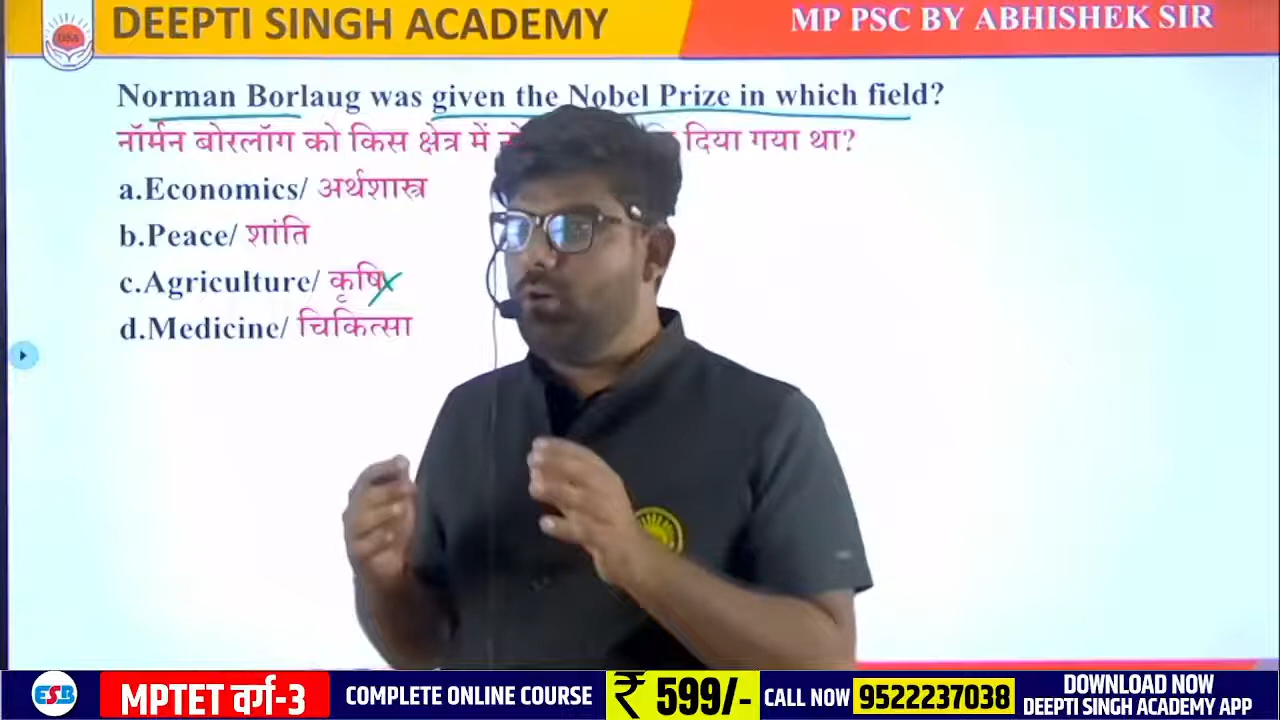 DEEPTI SINGH ACADEMY
MP PSC BY ABHISHEK SIR
Norman Borlaug was given the Nobel Prize in which field?
नॉर्मन बोरलॉग को किस क्षेत्र में दिया गया था?
a.Economics/ अर्थशास्त्र
b.Peace/ शांति
c.Agriculture/ कृषि
d.Medicine/ चिकित्सा
ESB
MPTET वर्ग-3
COMPLETE ONLINE COURSE
₹ 599/-
CALL NOW 9522237038
DOWNLOAD NOW
DEEPTI SINGH ACADEMY APP